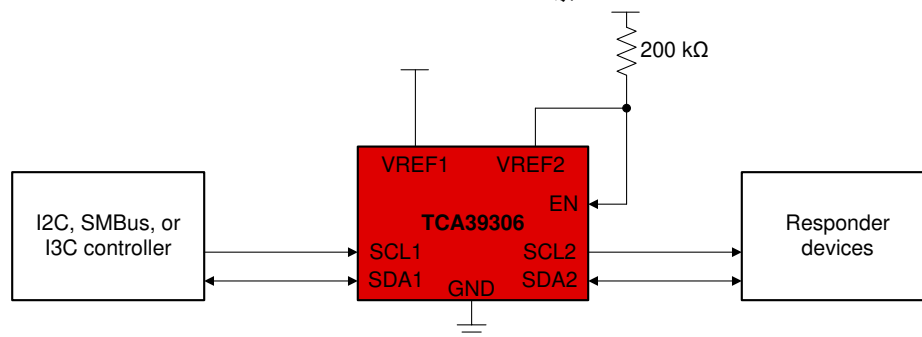 200 kΩ
VREF1
VREF2
EN
TCA39306
I2C, SMBus, or
I3C controller
SCL1
SCL2
SDA1
SDA2
GND
Responder
devices